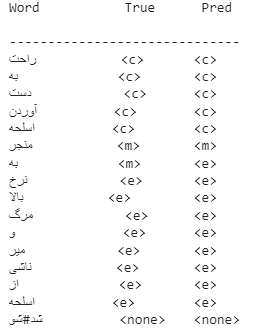 Word True Pred
------------------------------
راحت <c> <c>
به <c> <c>
دست <c> <c>
آوردن <c> <c>
اسلحه <c> <c>
منجر <m> <m>
به <m> <e>
نرخ <e> <e>
بالا <e> <e>
مرگ <e> <e>
و <e> <e>
میر <e> <e>
ناشی <e> <e>
از <e> <e>
اسلحه <e> <e>
شد#شو <none> <none>